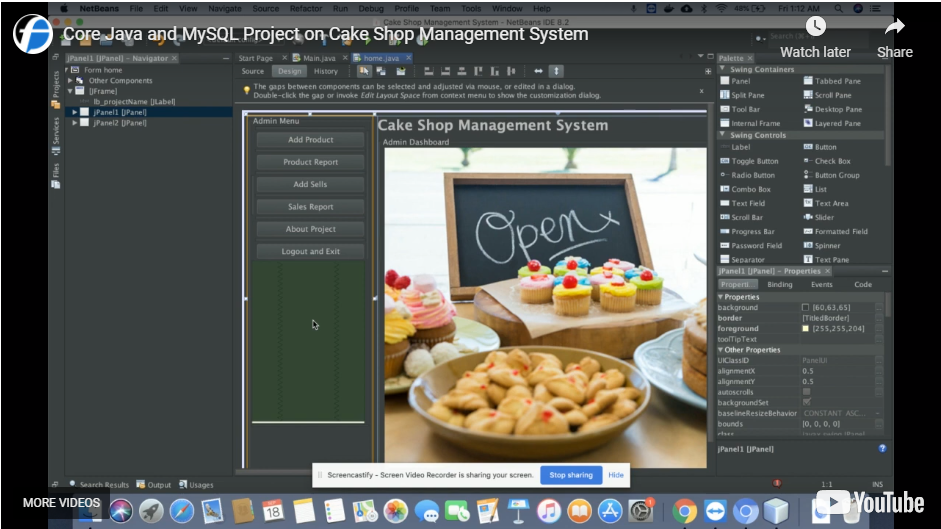 NetBeans File Edit View Navigate Source Refactor Run Debug Profile Team Tools Window Help 48% Fri 1:12 AM
Cake Shop Management System - NetBeans IDE 8.2
Core Java and MySQL Project on Cake Shop Management System
Watch later
Share
jPanel1 [JPanel] - Navigator
Start Page Main.java home.java
Palette
Form home
Source Design History
Swing Containers
Other Components
Panel Tabbed Pane
[JFrame]
The gaps between components can be selected and adjusted via mouse, or edited in a dialog.
Split Pane Scroll Pane
lb_projectName [JLabel]
Double-click the gap or invoke Edit Layout Space from context menu to show the customization dialog.
Tool Bar Desktop Pane
jPanel1 [JPanel]
Internal Frame Layered Pane
jPanel2 [JPanel]
Projects
Services
Files
Admin Menu
Cake Shop Management System
Admin Dashboard
Add Product
Product Report
Add Sells
Sales Report
About Project
Logout and Exit
Open
Swing Controls
Label Button
Toggle Button Check Box
Radio Button Button Group
Combo Box List
Text Field Text Area
Scroll Bar Slider
Progress Bar Formatted Field
Password Field Spinner
Separator Text Pane
jPanel1 [JPanel] - Properties
Properti... Binding Events Code
Properties
background [60,63,65]
border [TitledBorder]
foreground [255,255,204]
toolTipText
Other Properties
UIClassID PanelUI
alignmentX 0.5
alignmentY 0.5
autoscrolls
backgroundSet
baselineResizeBehavior CONSTANT_ASC...
bounds [0, 0, 0, 0]
jPanel1 [JPanel]
Screencastify - Screen Video Recorder is sharing your screen. Stop sharing Hide
Search Results Output Usages
1:1 INS
MORE VIDEOS
18
YouTube